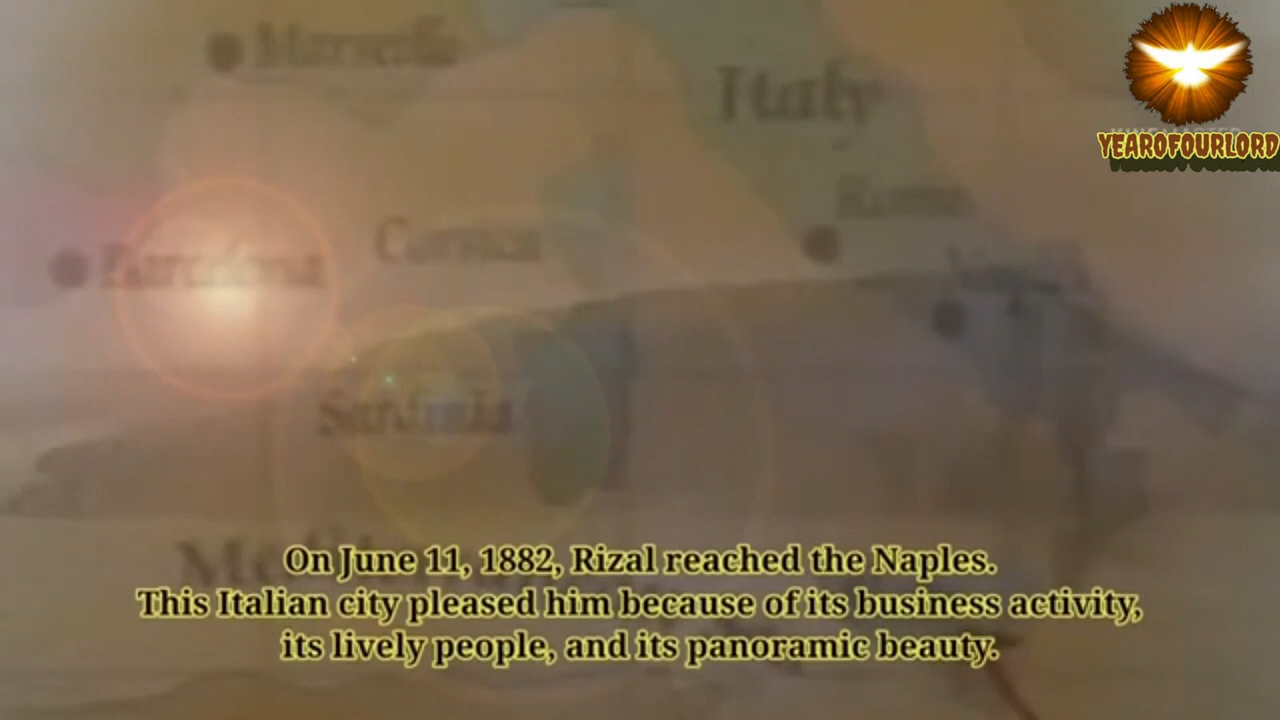 Marseille
Italy
YEAROFOURLORD
Rome
Corsica
Barcelona
Sardinia
On June 11, 1882, Rizal reached the Naples.
This Italian city pleased him because of its business activity,
its lively people, and its panoramic beauty.